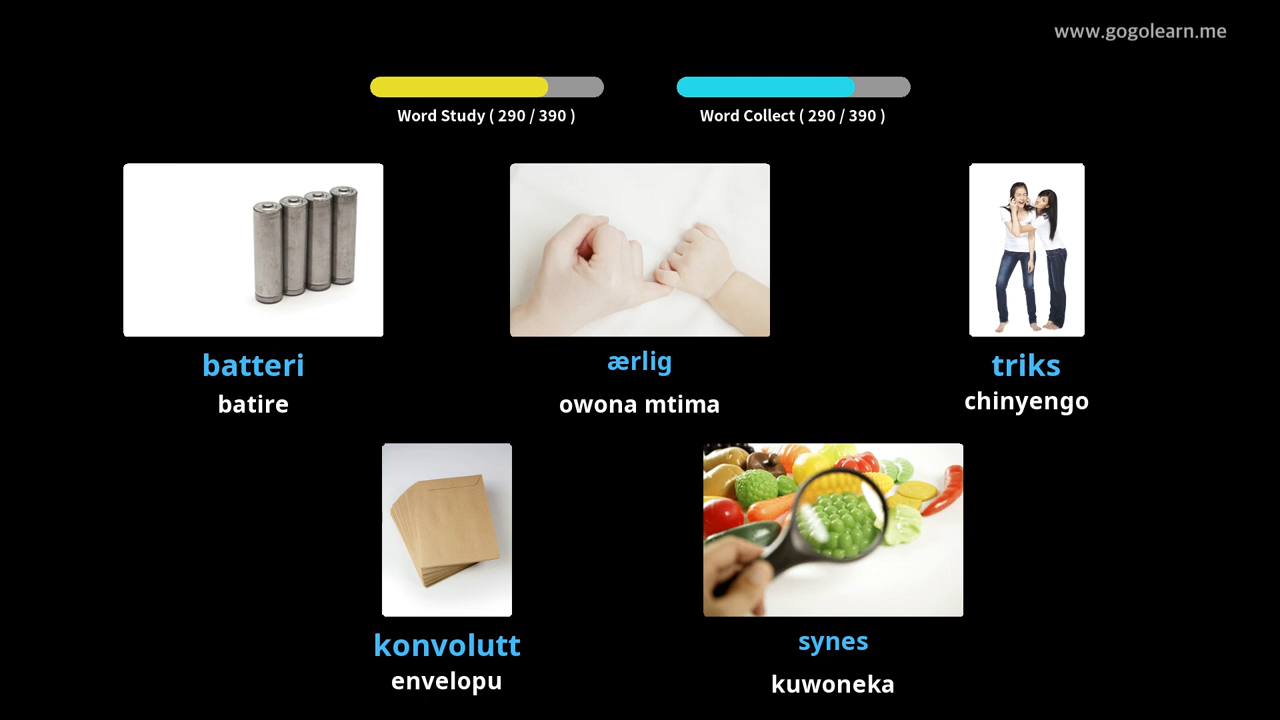 www.gogolearn.me
Word Study ( 290 / 390 )
Word Collect ( 290 / 390 )
batteri
batire
ærlig
owona mtima
triks
chinyengo
konvolutt
envelopu
synes
kuwoneka